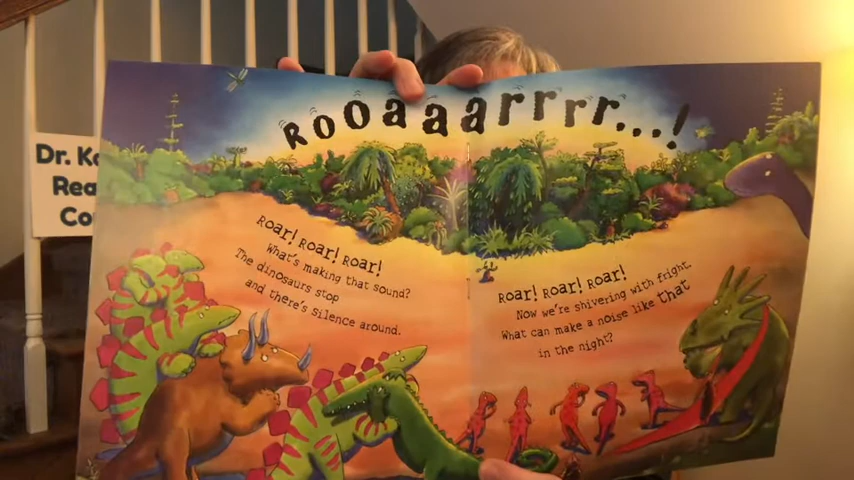 Rooaaaarrrr...!
Dr. K
Rea
Co
Roar! Roar! Roar!
What's making that sound?
The dinosaurs stop
and there's silence around.
Roar! Roar! Roar!
Now we're shivering with fright.
What can make a noise like that
in the night?